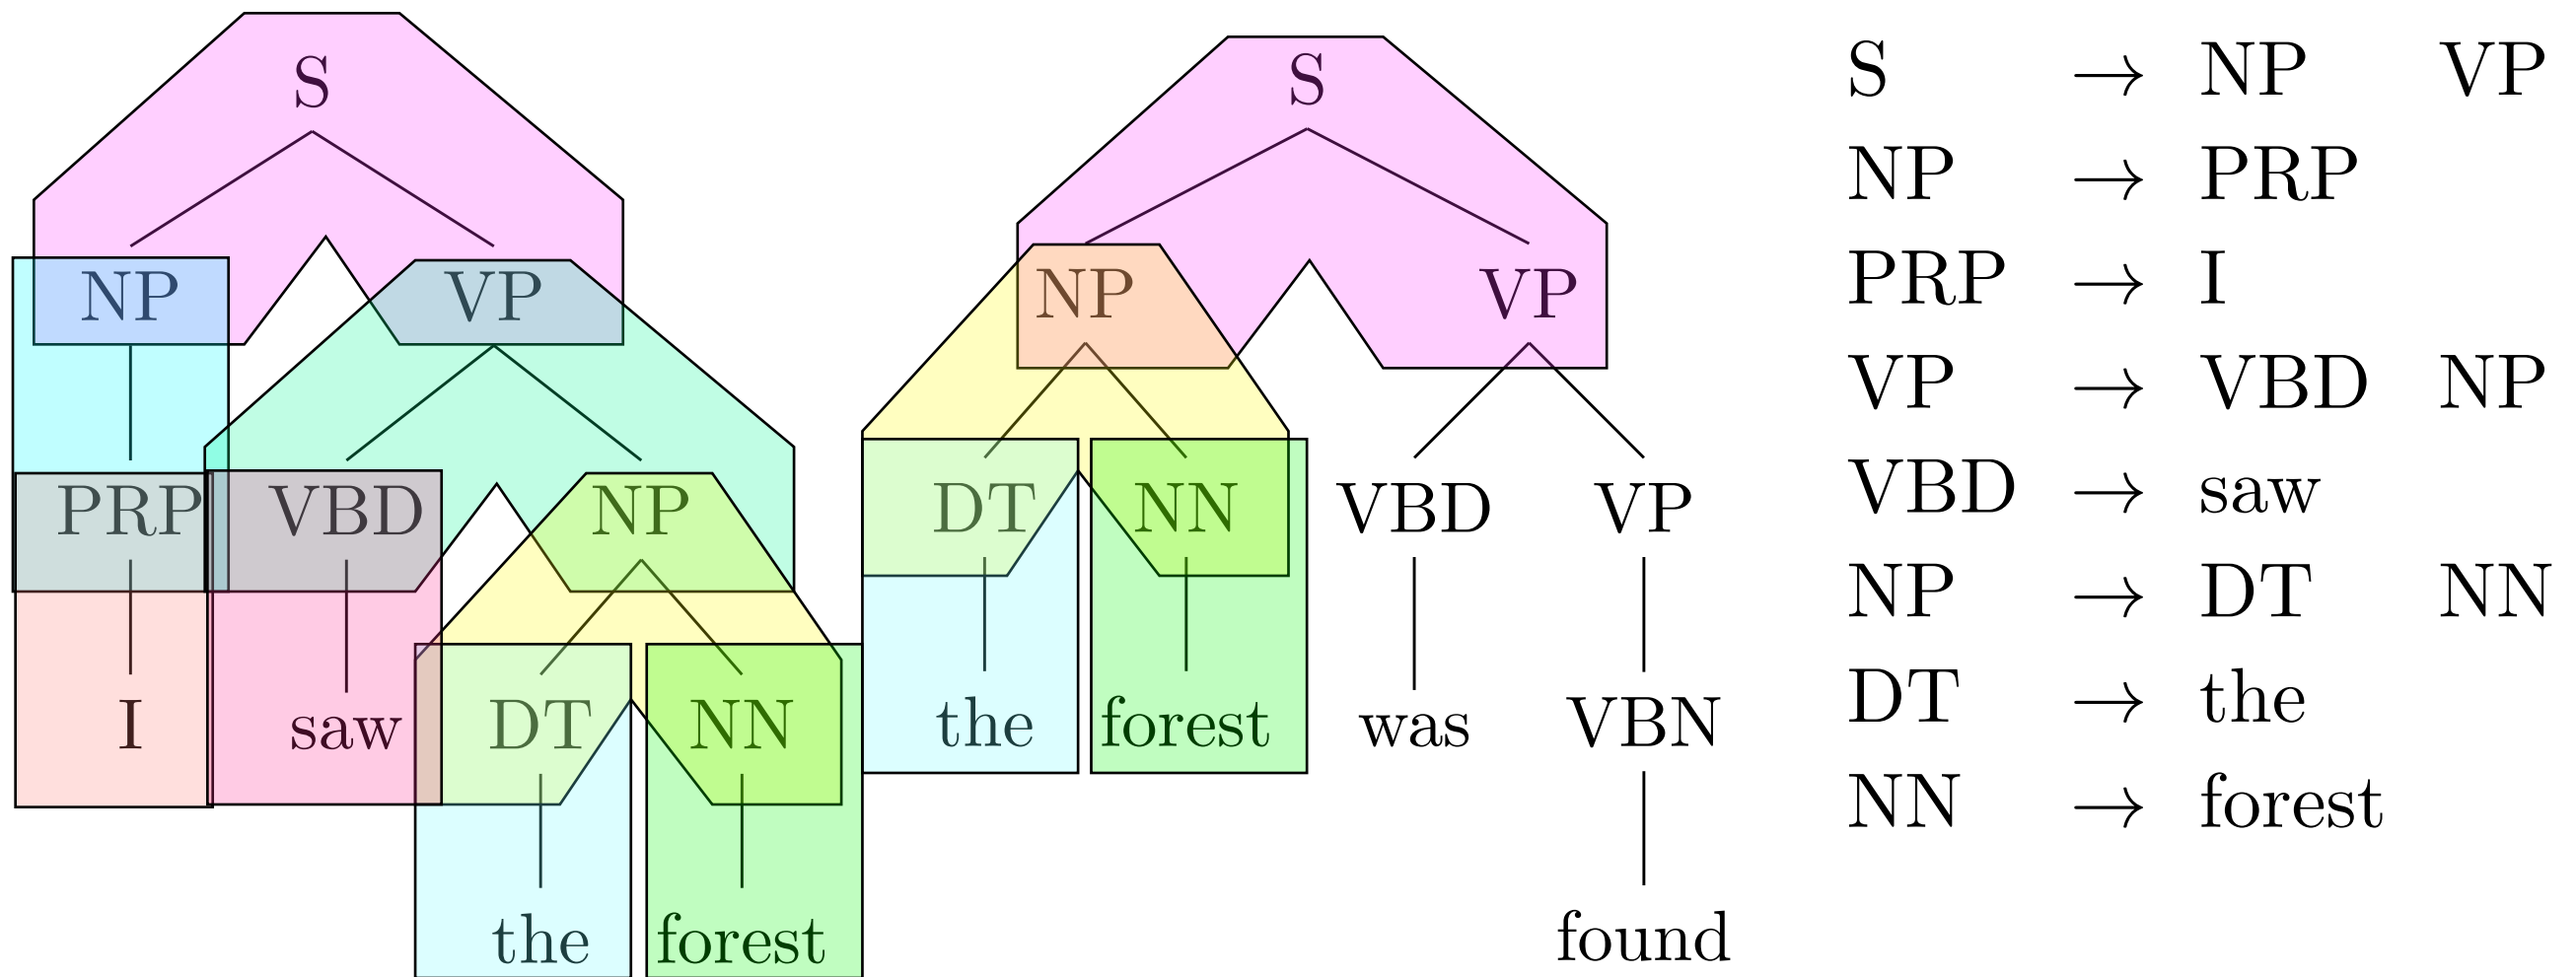 S
NP VP
PRP VBD NP
I saw DT NN
the forest
S
NP VP
DT NN VBD VP
the forest was VBN
found
S → NP VP
NP → PRP
PRP → I
VP → VBD NP
VBD → saw
NP → DT NN
DT → the
NN → forest